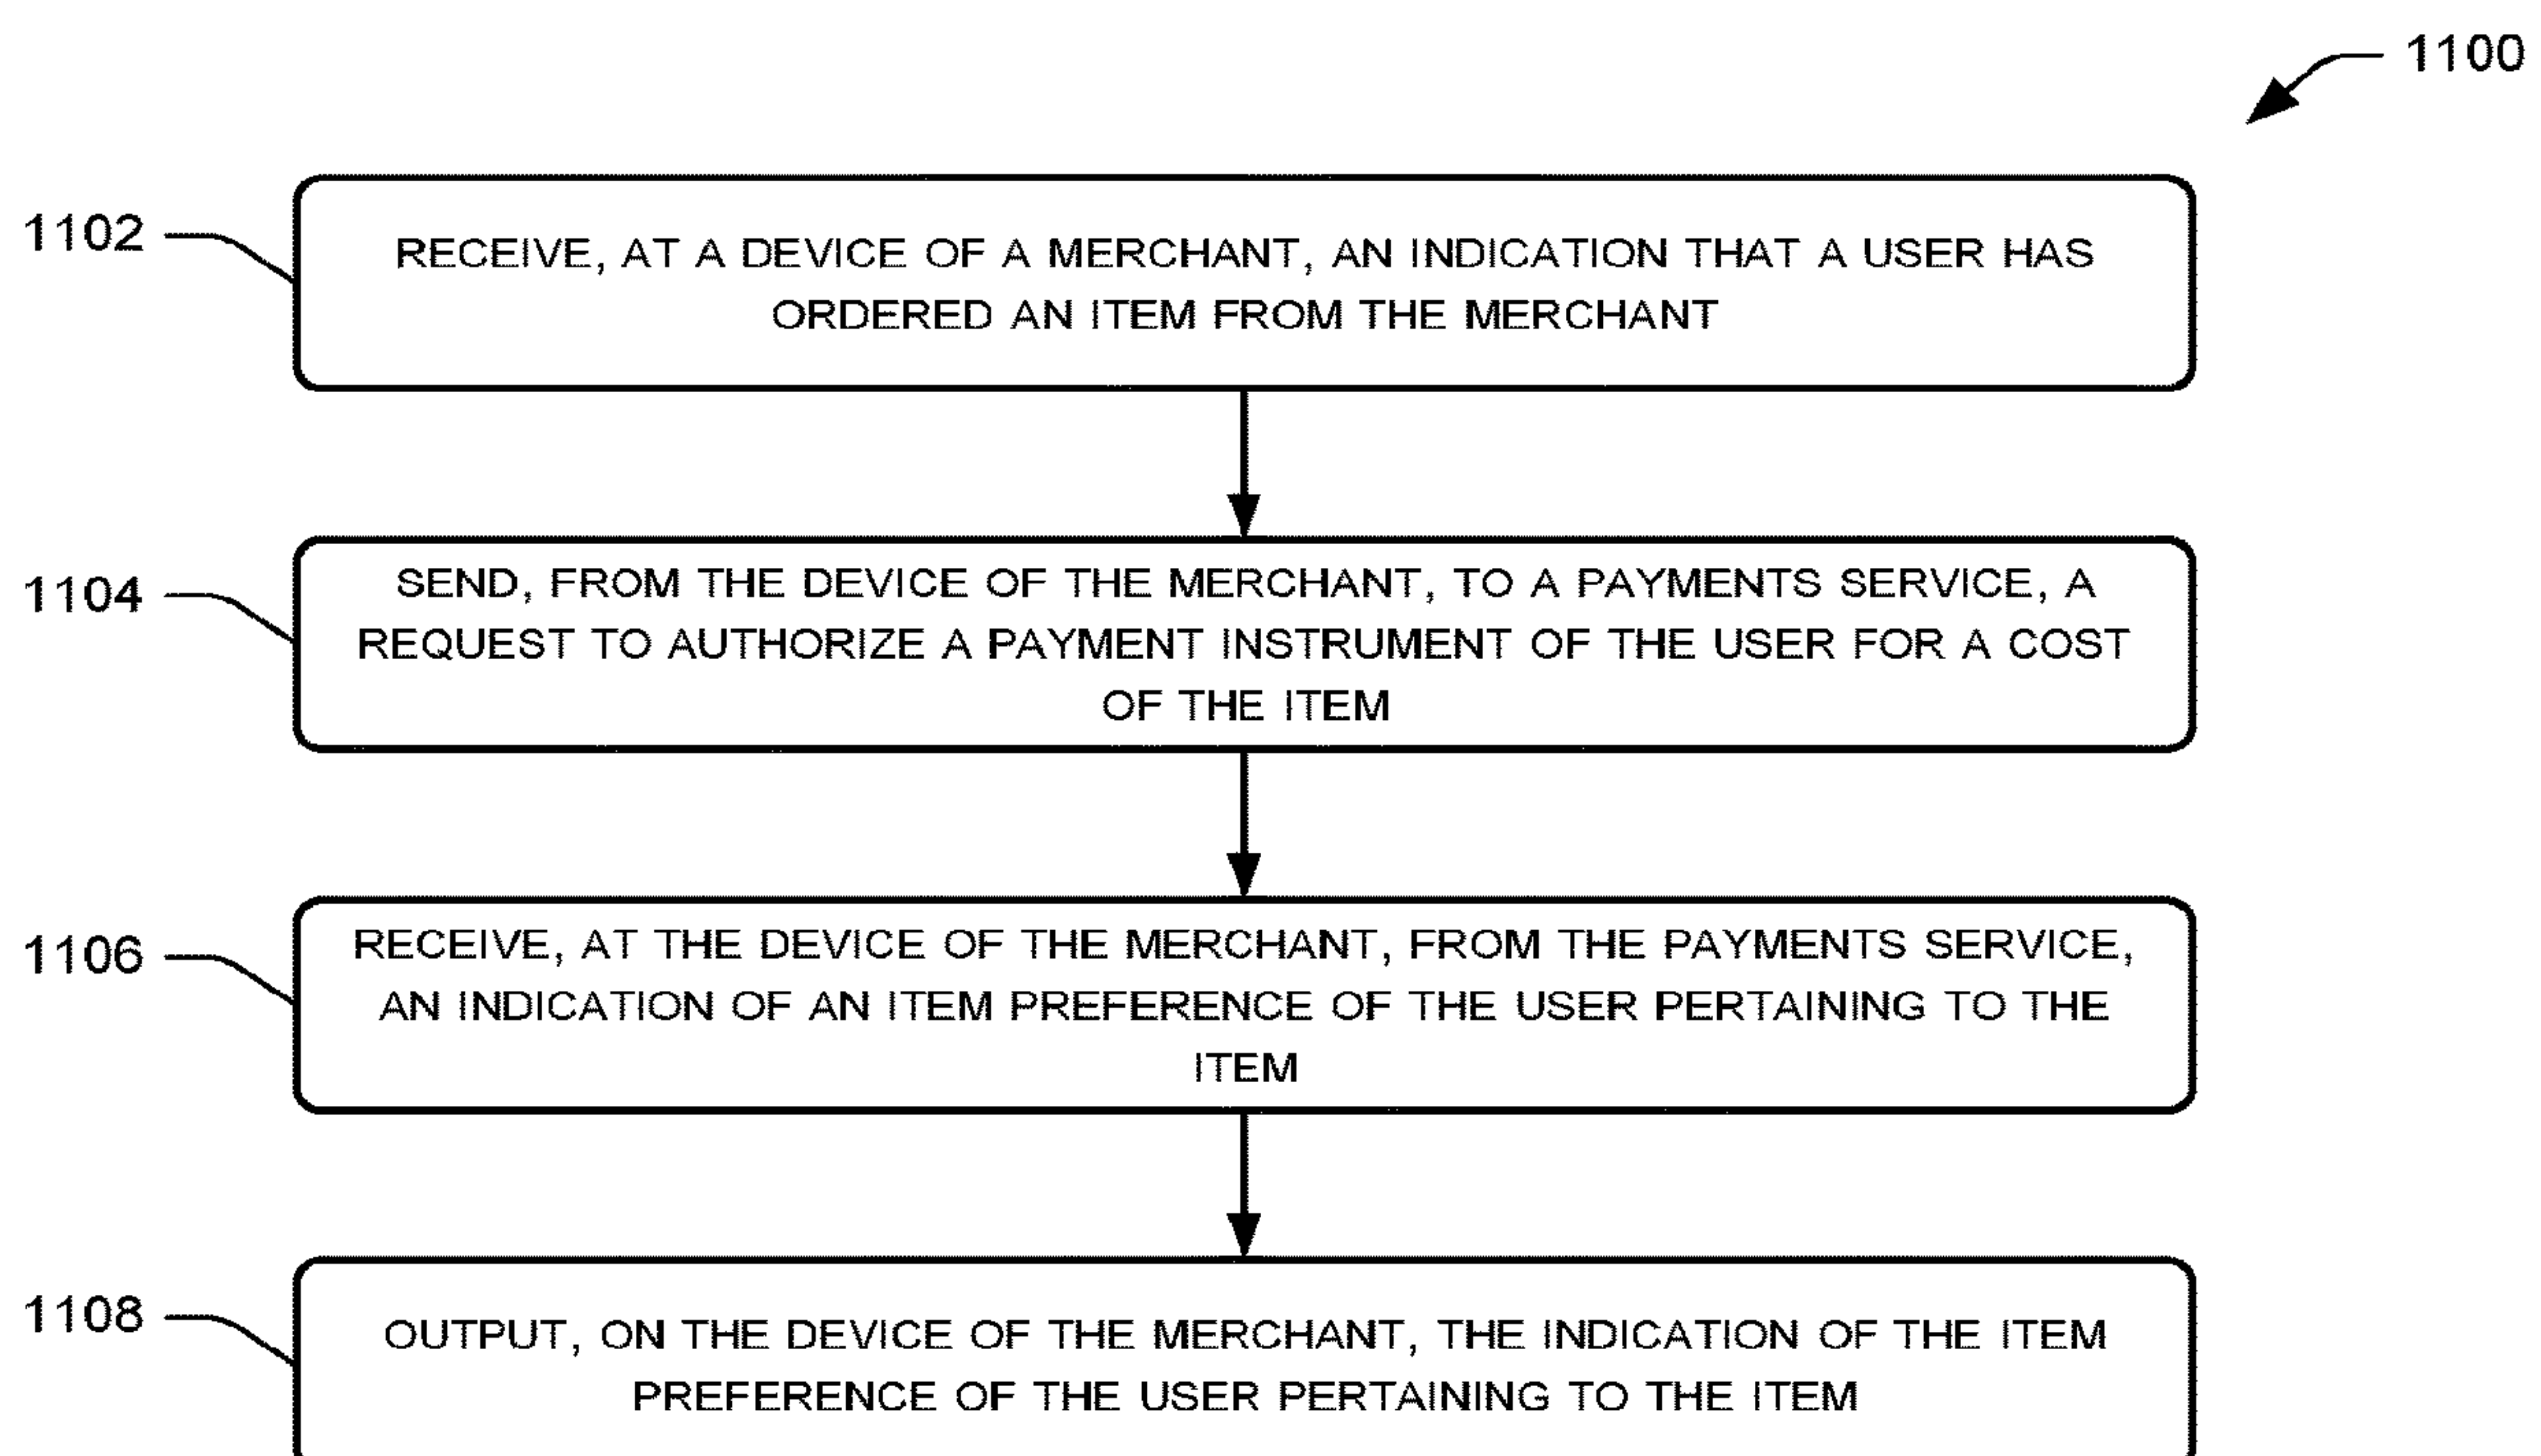 1100
1102
RECEIVE, AT A DEVICE OF A MERCHANT, AN INDICATION THAT A USER HAS
ORDERED AN ITEM FROM THE MERCHANT
1104
SEND, FROM THE DEVICE OF THE MERCHANT, TO A PAYMENTS SERVICE, A
REQUEST TO AUTHORIZE A PAYMENT INSTRUMENT OF THE USER FOR A COST
OF THE ITEM
1106
RECEIVE, AT THE DEVICE OF THE MERCHANT, FROM THE PAYMENTS SERVICE,
AN INDICATION OF AN ITEM PREFERENCE OF THE USER PERTAINING TO THE
ITEM
1108
OUTPUT, ON THE DEVICE OF THE MERCHANT, THE INDICATION OF THE ITEM
PREFERENCE OF THE USER PERTAINING TO THE ITEM